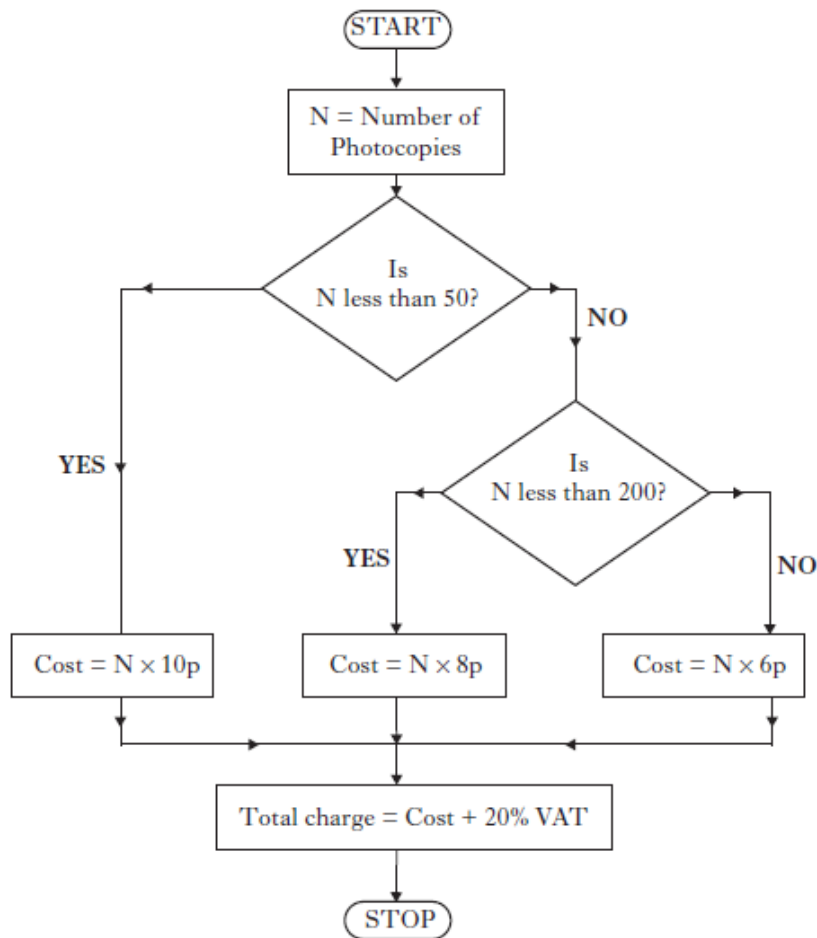 START
N = Number of
Photocopies
Is
N less than 50?
NO
YES
Is
N less than 200?
YES
NO
Cost = N × 10p
Cost = N × 8p
Cost = N × 6p
Total charge = Cost + 20% VAT
STOP